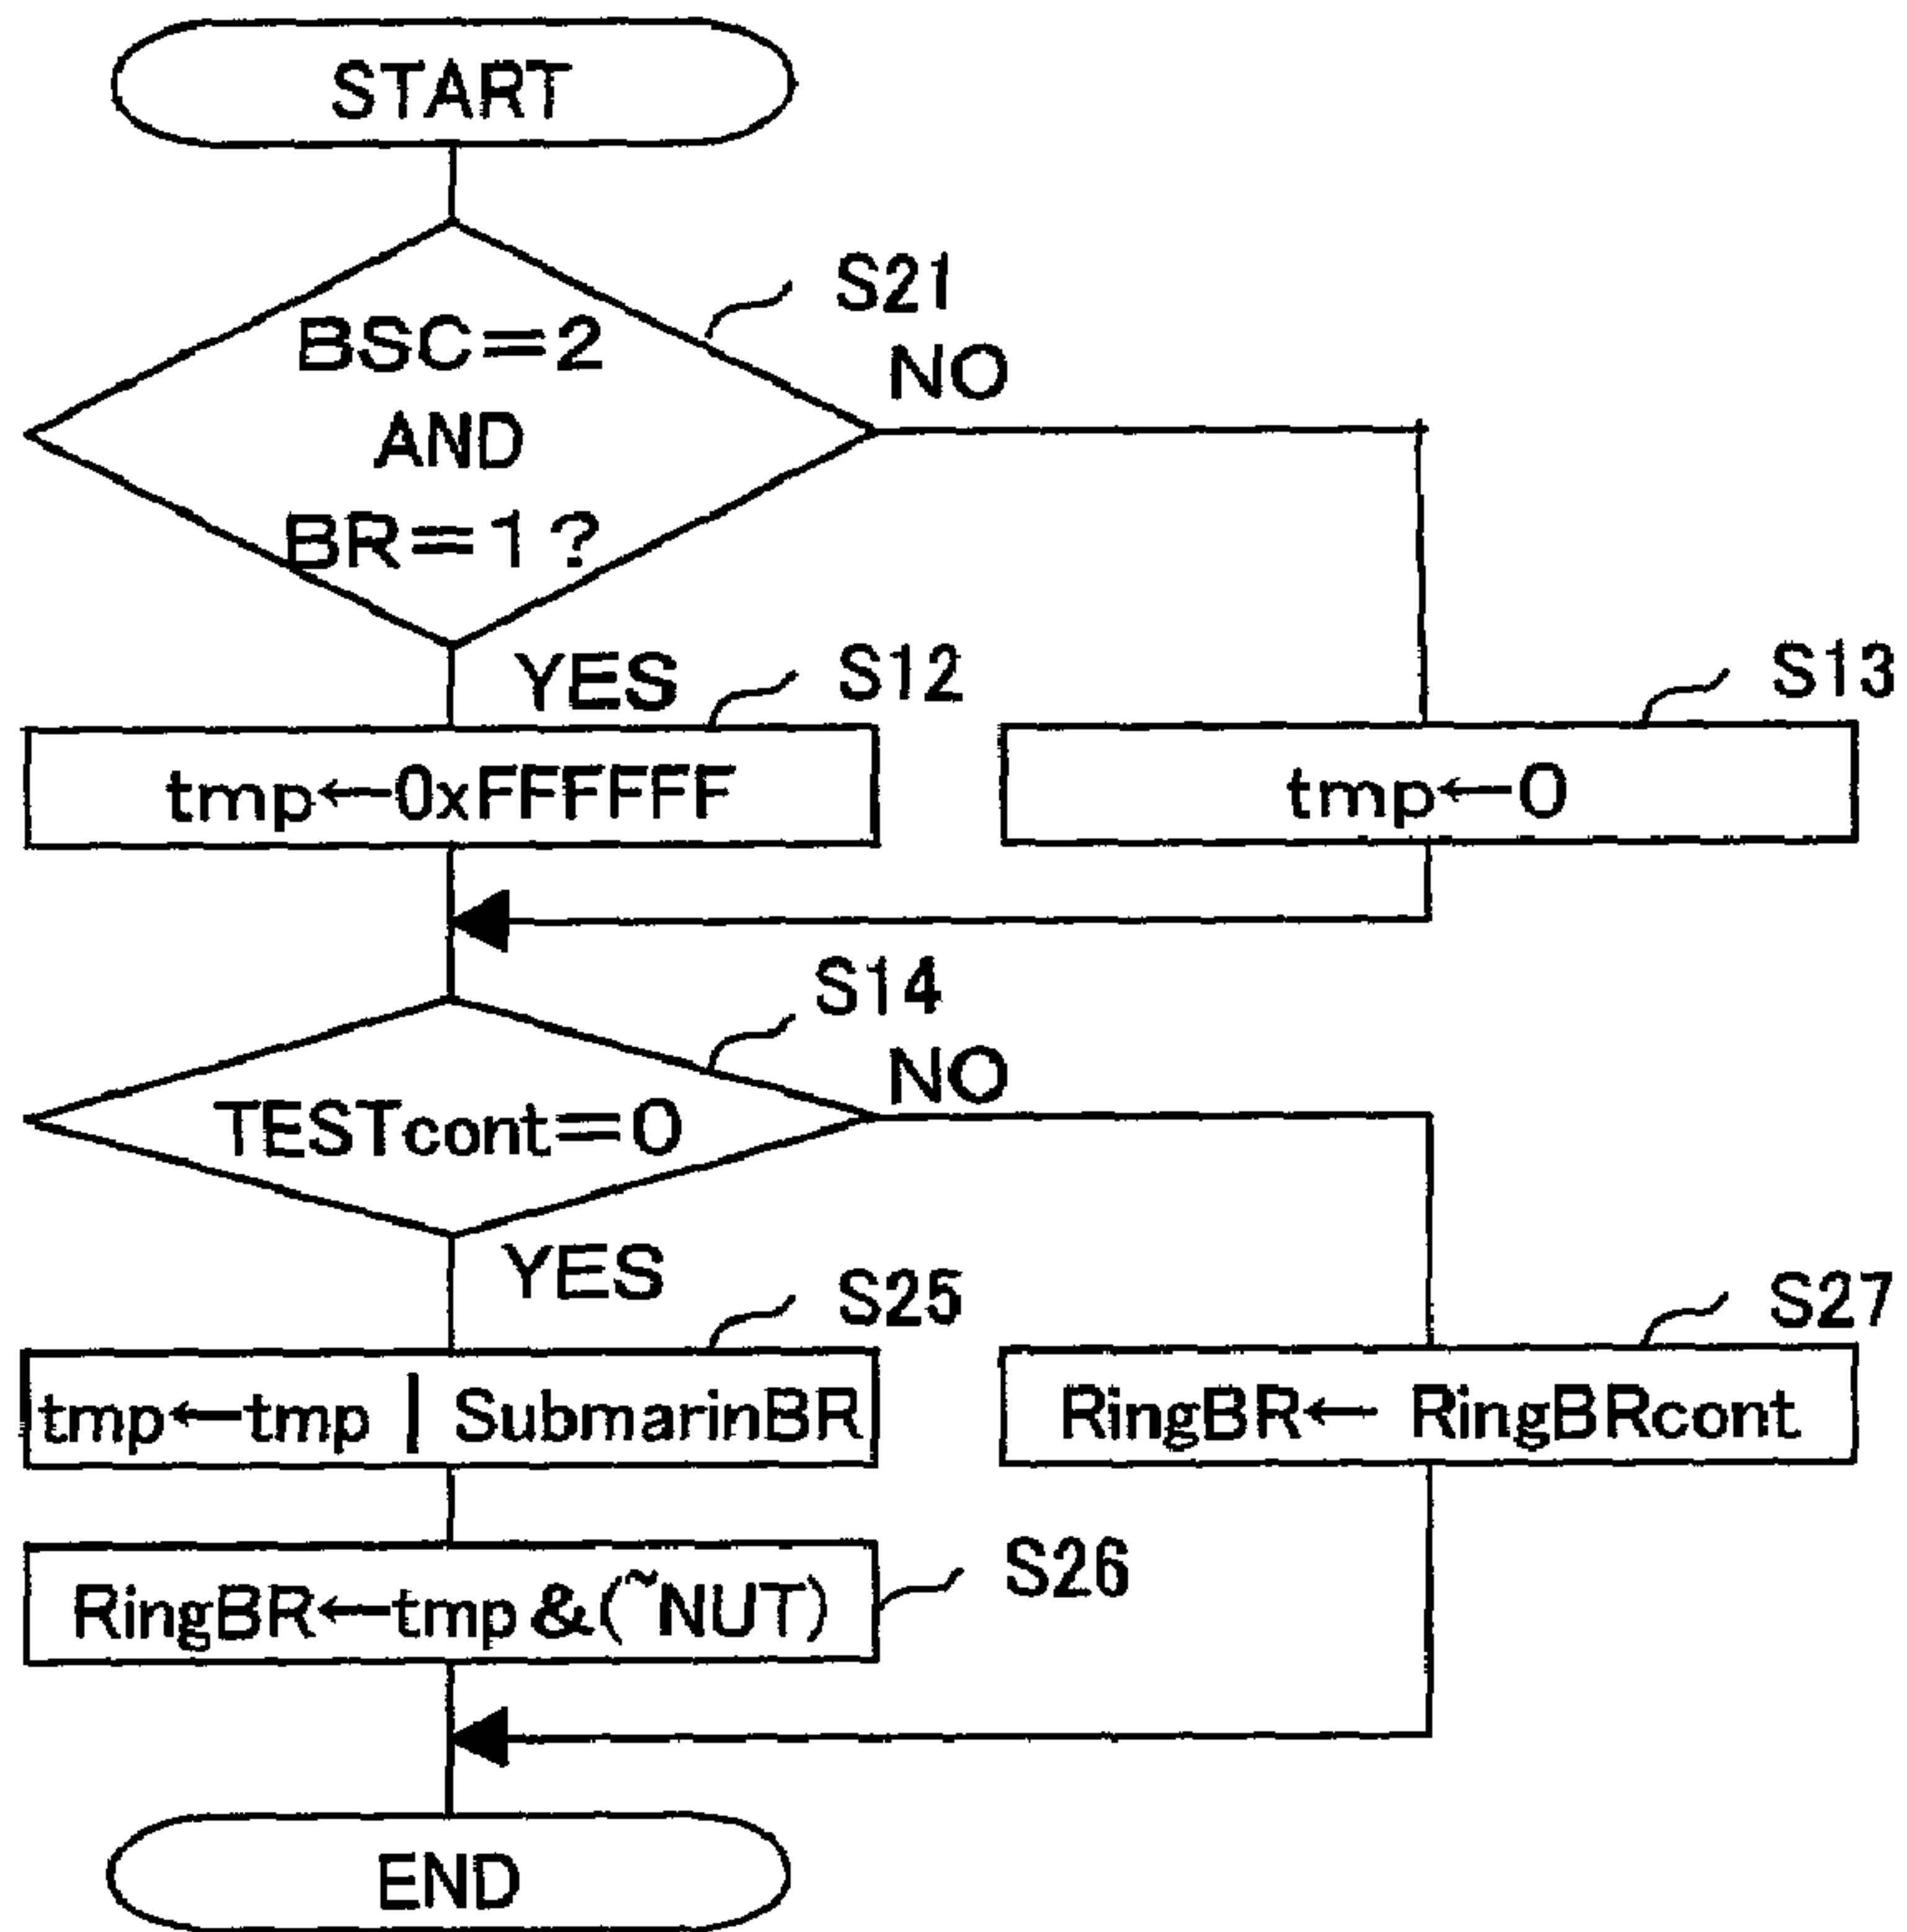 START
S21
BSC=2
AND
BR=1?
NO
YES
S12
tmp←0xFFFFFF
S13
tmp←0
S14
TESTcont=0
NO
YES
S25
tmp←tmp | SubmarinBR
S27
RingBR← RingBRcont
S26
RingBR←tmp &(~NUT)
END